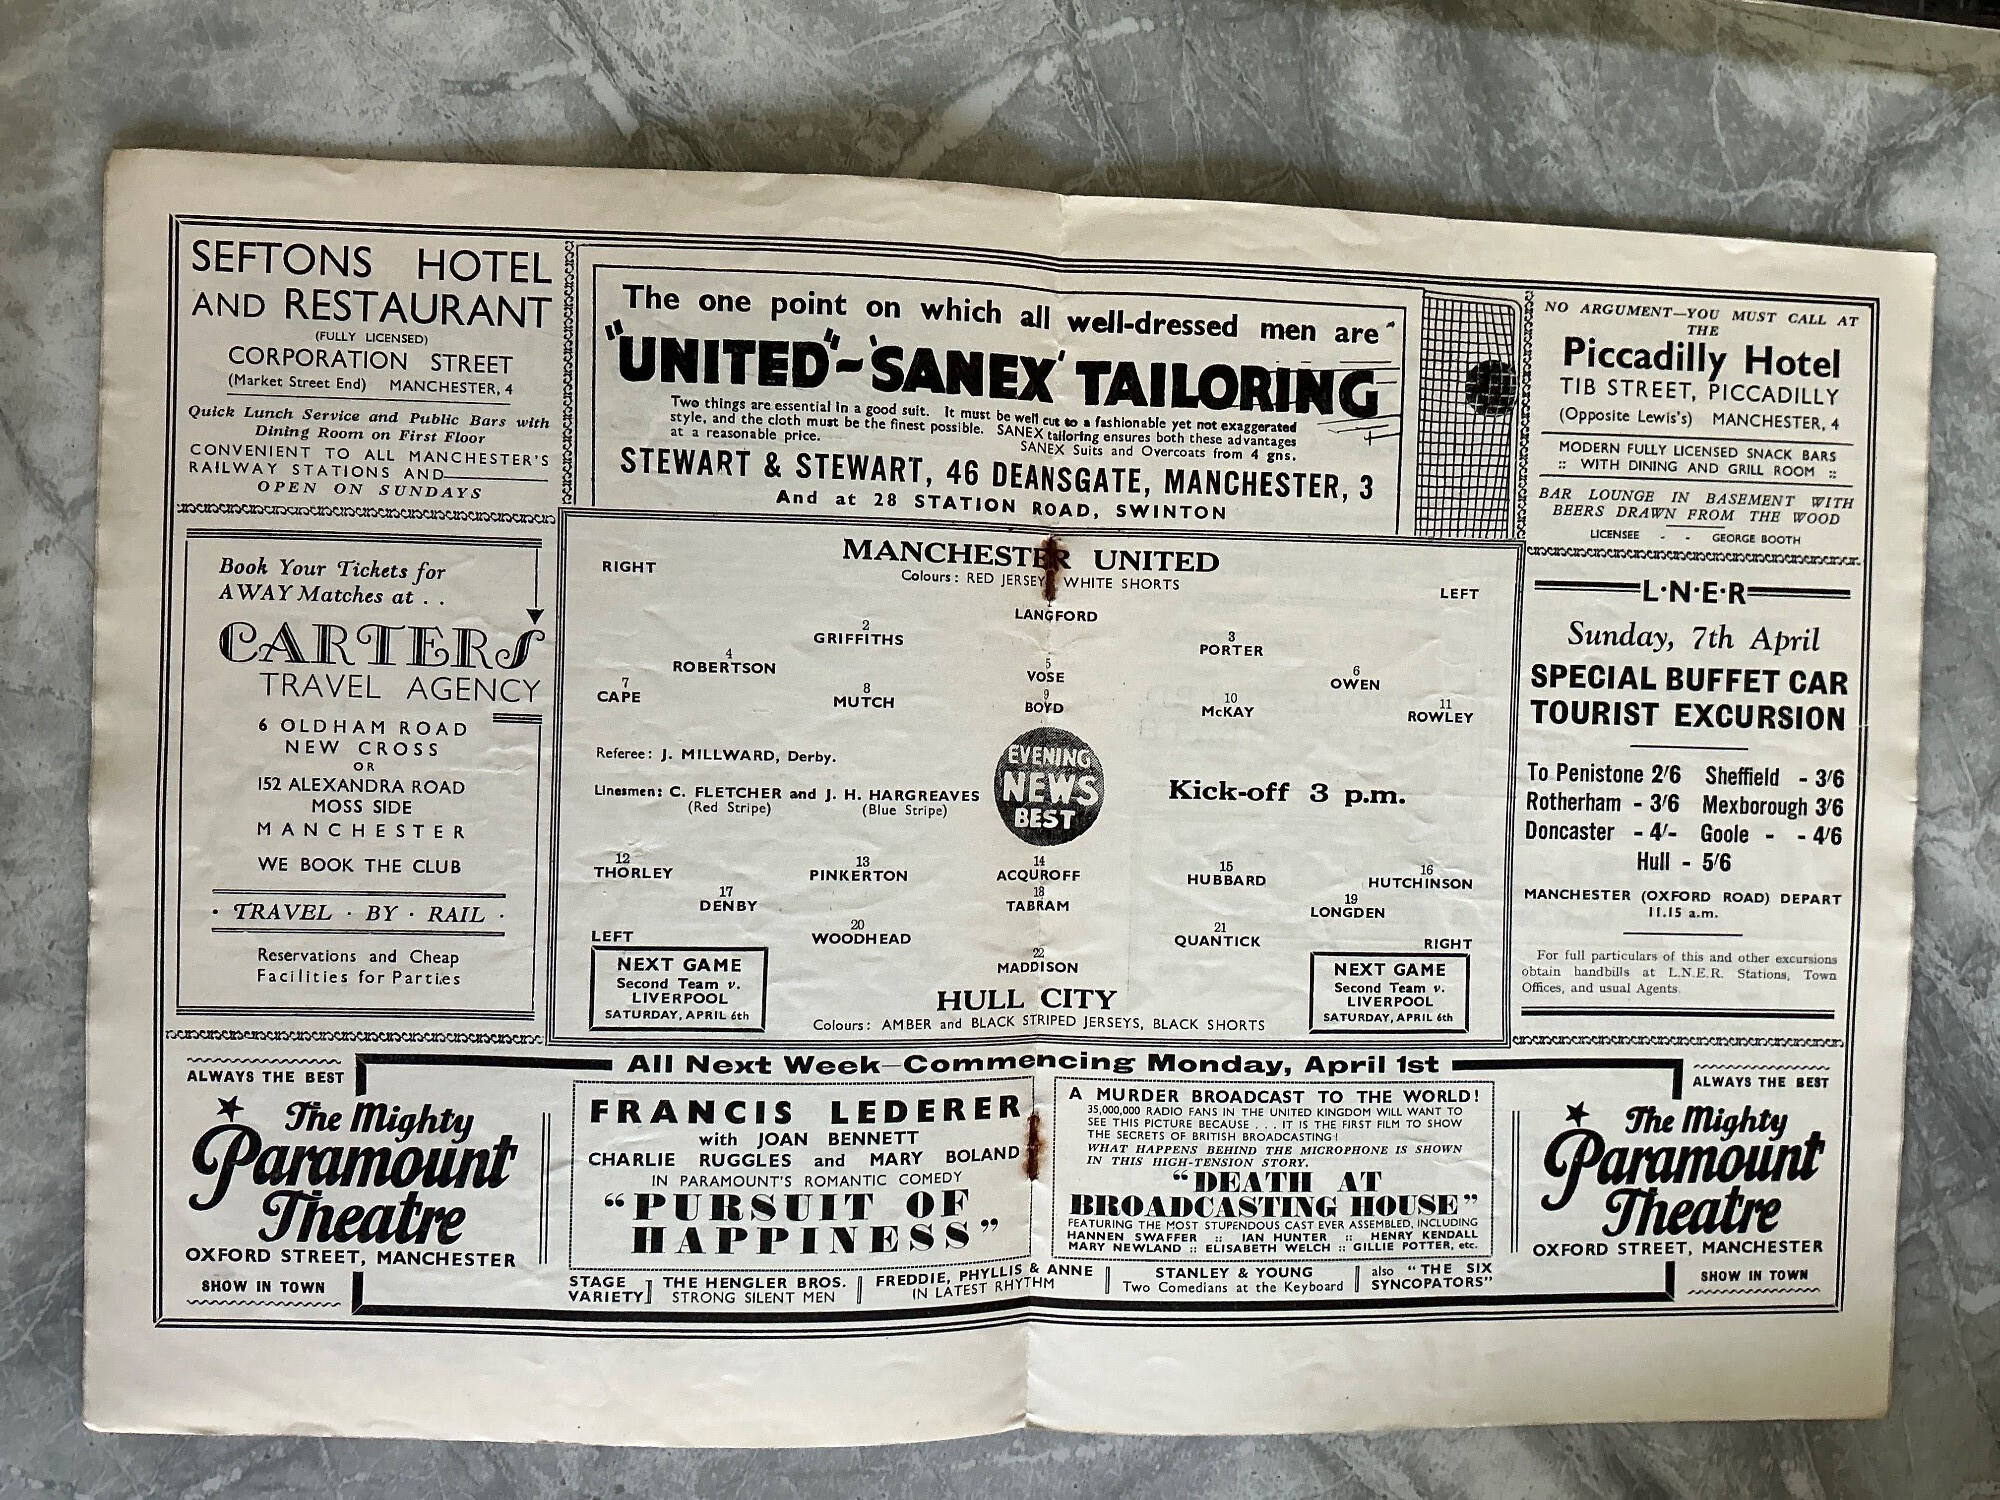 SEFTONS HOTEL
AND RESTAURANT
(FULLY LICENSED)
CORPORATION STREET
(Market Street End) MANCHESTER, 4
Quick Lunch Service and Public Bars with
Dining Room on First Floor
CONVENIENT TO ALL MANCHESTER'S
RAILWAY STATIONS AND
OPEN ON SUNDAYS
The one point on which all well-dressed men are
"UNITED"-'SANEX' TAILORING
Two things are essential in a good suit. It must be well cut to a fashionable yet not exaggerated
style, and the cloth must be the finest possible. SANEX tailoring ensures both these advantages
at a reasonable price. SANEX Suits and Overcoats from 4 gns.
STEWART & STEWART, 46 DEANSGATE, MANCHESTER, 3
And at 28 STATION ROAD, SWINTON
NO ARGUMENT—YOU MUST CALL AT
THE
Piccadilly Hotel
TIB STREET, PICCADILLY
(Opposite Lewis's) MANCHESTER, 4
MODERN FULLY LICENSED SNACK BARS
:: WITH DINING AND GRILL ROOM ::
BAR LOUNGE IN BASEMENT WITH
BEERS DRAWN FROM THE WOOD
LICENSEE - - GEORGE BOOTH
Book Your Tickets for
AWAY Matches at . .
CARTERS
TRAVEL AGENCY
6 OLDHAM ROAD
NEW CROSS
OR
152 ALEXANDRA ROAD
MOSS SIDE
MANCHESTER
WE BOOK THE CLUB
· TRAVEL · BY · RAIL ·
Reservations and Cheap
Facilities for Parties
MANCHESTER UNITED
Colours: RED JERSEY WHITE SHORTS
RIGHT
LEFT
LANGFORD
2
GRIFFITHS
3
PORTER
4
ROBERTSON
5
VOSE
6
OWEN
7
CAPE
8
MUTCH
9
BOYD
10
McKAY
11
ROWLEY
Referee: J. MILLWARD, Derby.
Linesmen: C. FLETCHER and J. H. HARGREAVES
(Red Stripe) (Blue Stripe)
EVENING
NEWS
BEST
Kick-off 3 p.m.
12
THORLEY
13
PINKERTON
14
ACQUROFF
15
HUBBARD
16
HUTCHINSON
17
DENBY
18
TABRAM
19
LONGDEN
20
WOODHEAD
21
QUANTICK
LEFT
RIGHT
22
MADDISON
NEXT GAME
Second Team v.
LIVERPOOL
SATURDAY, APRIL 6th
HULL CITY
Colours: AMBER and BLACK STRIPED JERSEYS, BLACK SHORTS
NEXT GAME
Second Team v.
LIVERPOOL
SATURDAY, APRIL 6th
L·N·E·R
Sunday, 7th April
SPECIAL BUFFET CAR
TOURIST EXCURSION
To Penistone 2/6 Sheffield - 3/6
Rotherham - 3/6 Mexborough 3/6
Doncaster - 4/- Goole - - 4/6
Hull - 5/6
MANCHESTER (OXFORD ROAD) DEPART
11.15 a.m.
For full particulars of this and other excursions
obtain handbills at L.N.E.R. Stations, Town
Offices, and usual Agents.
All Next Week—Commencing Monday, April 1st
ALWAYS THE BEST
The Mighty
Paramount
Theatre
OXFORD STREET, MANCHESTER
SHOW IN TOWN
FRANCIS LEDERER
with JOAN BENNETT
CHARLIE RUGGLES and MARY BOLAND
IN PARAMOUNT'S ROMANTIC COMEDY
"PURSUIT OF
HAPPINESS"
A MURDER BROADCAST TO THE WORLD!
35,000,000 RADIO FANS IN THE UNITED KINGDOM WILL WANT TO
SEE THIS PICTURE BECAUSE . . . IT IS THE FIRST FILM TO SHOW
THE SECRETS OF BRITISH BROADCASTING!
WHAT HAPPENS BEHIND THE MICROPHONE IS SHOWN
IN THIS HIGH-TENSION STORY.
"DEATH AT
BROADCASTING HOUSE"
FEATURING THE MOST STUPENDOUS CAST EVER ASSEMBLED, INCLUDING
HANNEN SWAFFER :: IAN HUNTER :: HENRY KENDALL
MARY NEWLAND :: ELISABETH WELCH :: GILLIE POTTER, etc.
STAGE
VARIETY
THE HENGLER BROS.
STRONG SILENT MEN
FREDDIE, PHYLLIS & ANNE
IN LATEST RHYTHM
STANLEY & YOUNG
Two Comedians at the Keyboard
also "THE SIX
SYNCOPATORS"
ALWAYS THE BEST
The Mighty
Paramount
Theatre
OXFORD STREET, MANCHESTER
SHOW IN TOWN